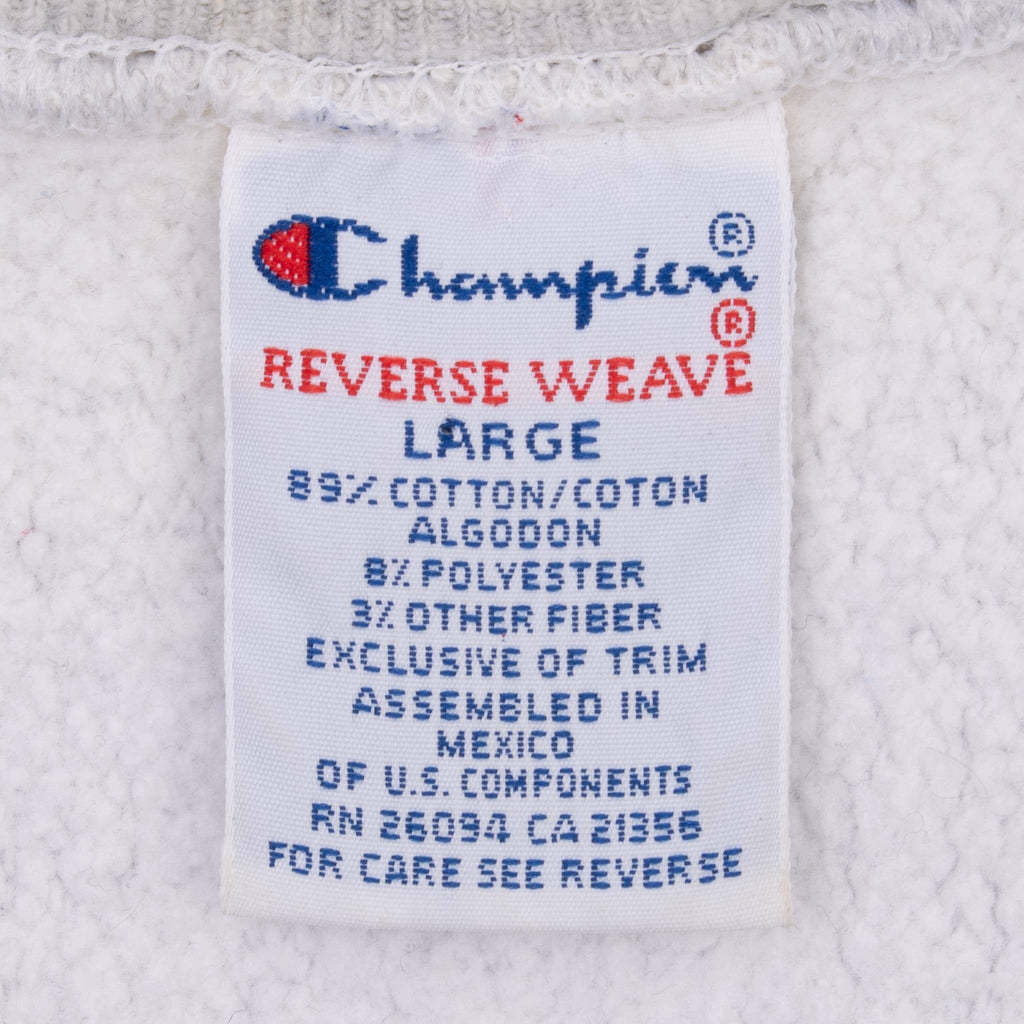 Champion®
®
REVERSE WEAVE
LARGE
89% COTTON/COTON
ALGODON
8% POLYESTER
3% OTHER FIBER
EXCLUSIVE OF TRIM
ASSEMBLED IN
MEXICO
OF U.S. COMPONENTS
RN 26094 CA 21356
FOR CARE SEE REVERSE